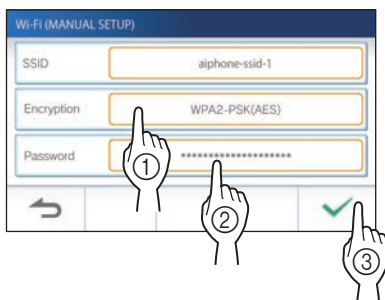 Wi-Fi (MANUAL SETUP)
SSID aiphone-ssid-1
Encryption WPA2-PSK(AES)
Password ********************
①
②
③